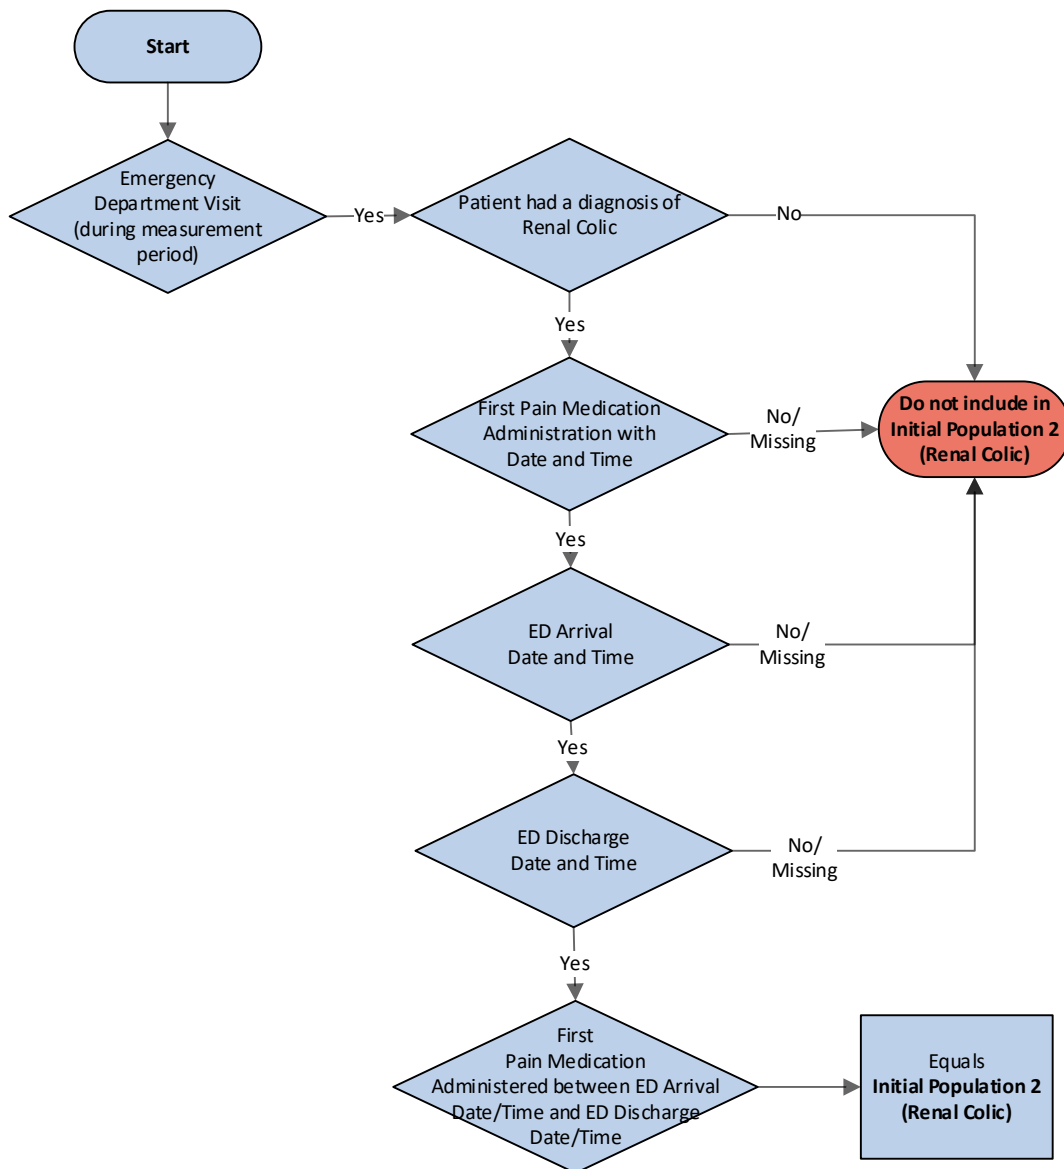 Start
Emergency
Department Visit
(during measurement
period)
Yes
Patient had a diagnosis of
Renal Colic
No
Yes
First Pain Medication
Administration with
Date and Time
No/
Missing
Do not include in
Initial Population 2
(Renal Colic)
Yes
ED Arrival
Date and Time
No/
Missing
Yes
ED Discharge
Date and Time
No/
Missing
Yes
First
Pain Medication
Administered between ED Arrival
Date/Time and ED Discharge
Date/Time
Equals
Initial Population 2
(Renal Colic)